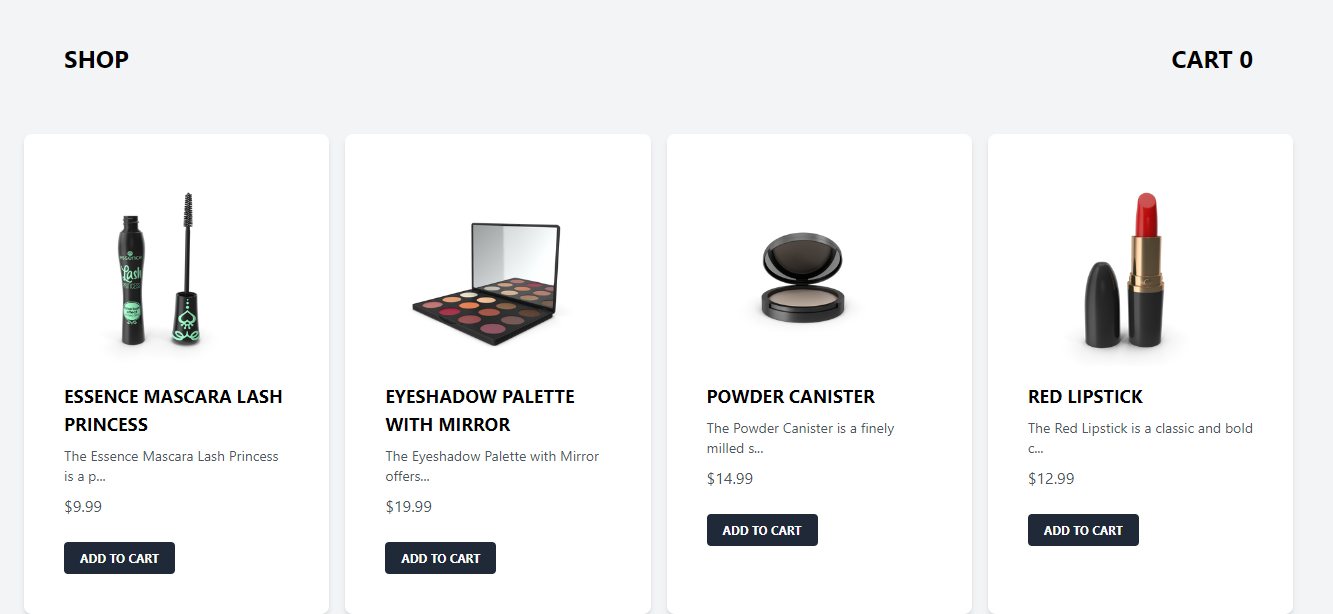 SHOP
CART 0
essence
Lash
PRINCESS
ESSENCE MASCARA LASH
PRINCESS
The Essence Mascara Lash Princess
is a p...
$9.99
ADD TO CART
EYESHADOW PALETTE
WITH MIRROR
The Eyeshadow Palette with Mirror
offers...
$19.99
ADD TO CART
POWDER CANISTER
The Powder Canister is a finely
milled s...
$14.99
ADD TO CART
RED LIPSTICK
The Red Lipstick is a classic and bold
c...
$12.99
ADD TO CART